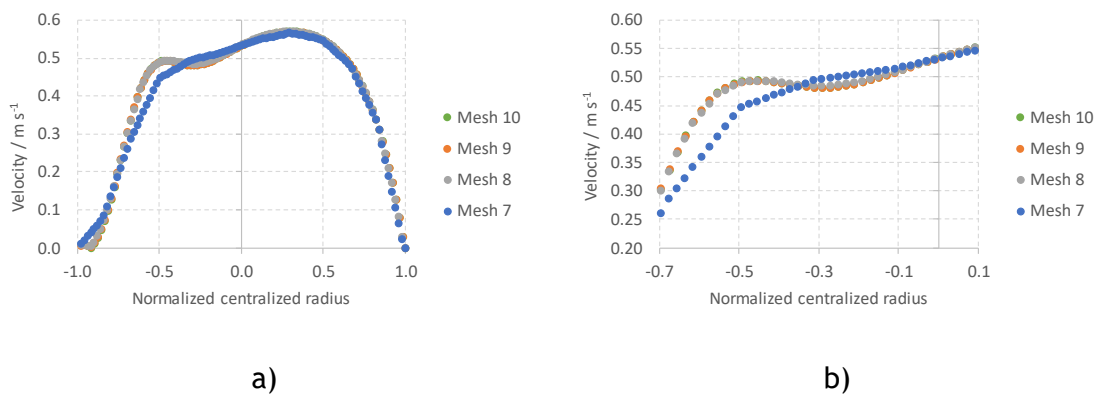 0.6
0.5
0.4
0.3
0.2
0.1
0.0
Velocity / m s⁻¹
-1.0
-0.5
0.0
0.5
1.0
Normalized centralized radius
Mesh 10
Mesh 9
Mesh 8
Mesh 7
a)
0.60
0.55
0.50
0.45
0.40
0.35
0.30
0.25
0.20
Velocity / m s⁻¹
-0.7
-0.5
-0.3
-0.1
0.1
Normalized centralized radius
Mesh 10
Mesh 9
Mesh 8
Mesh 7
b)